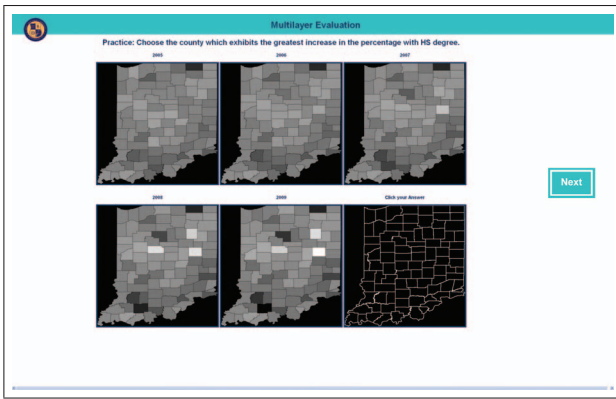 Multilayer Evaluation
Practice: Choose the county which exhibits the greatest increase in the percentage with HS degree.
2005 2006 2007
Next
2008 2009 Click your Answer